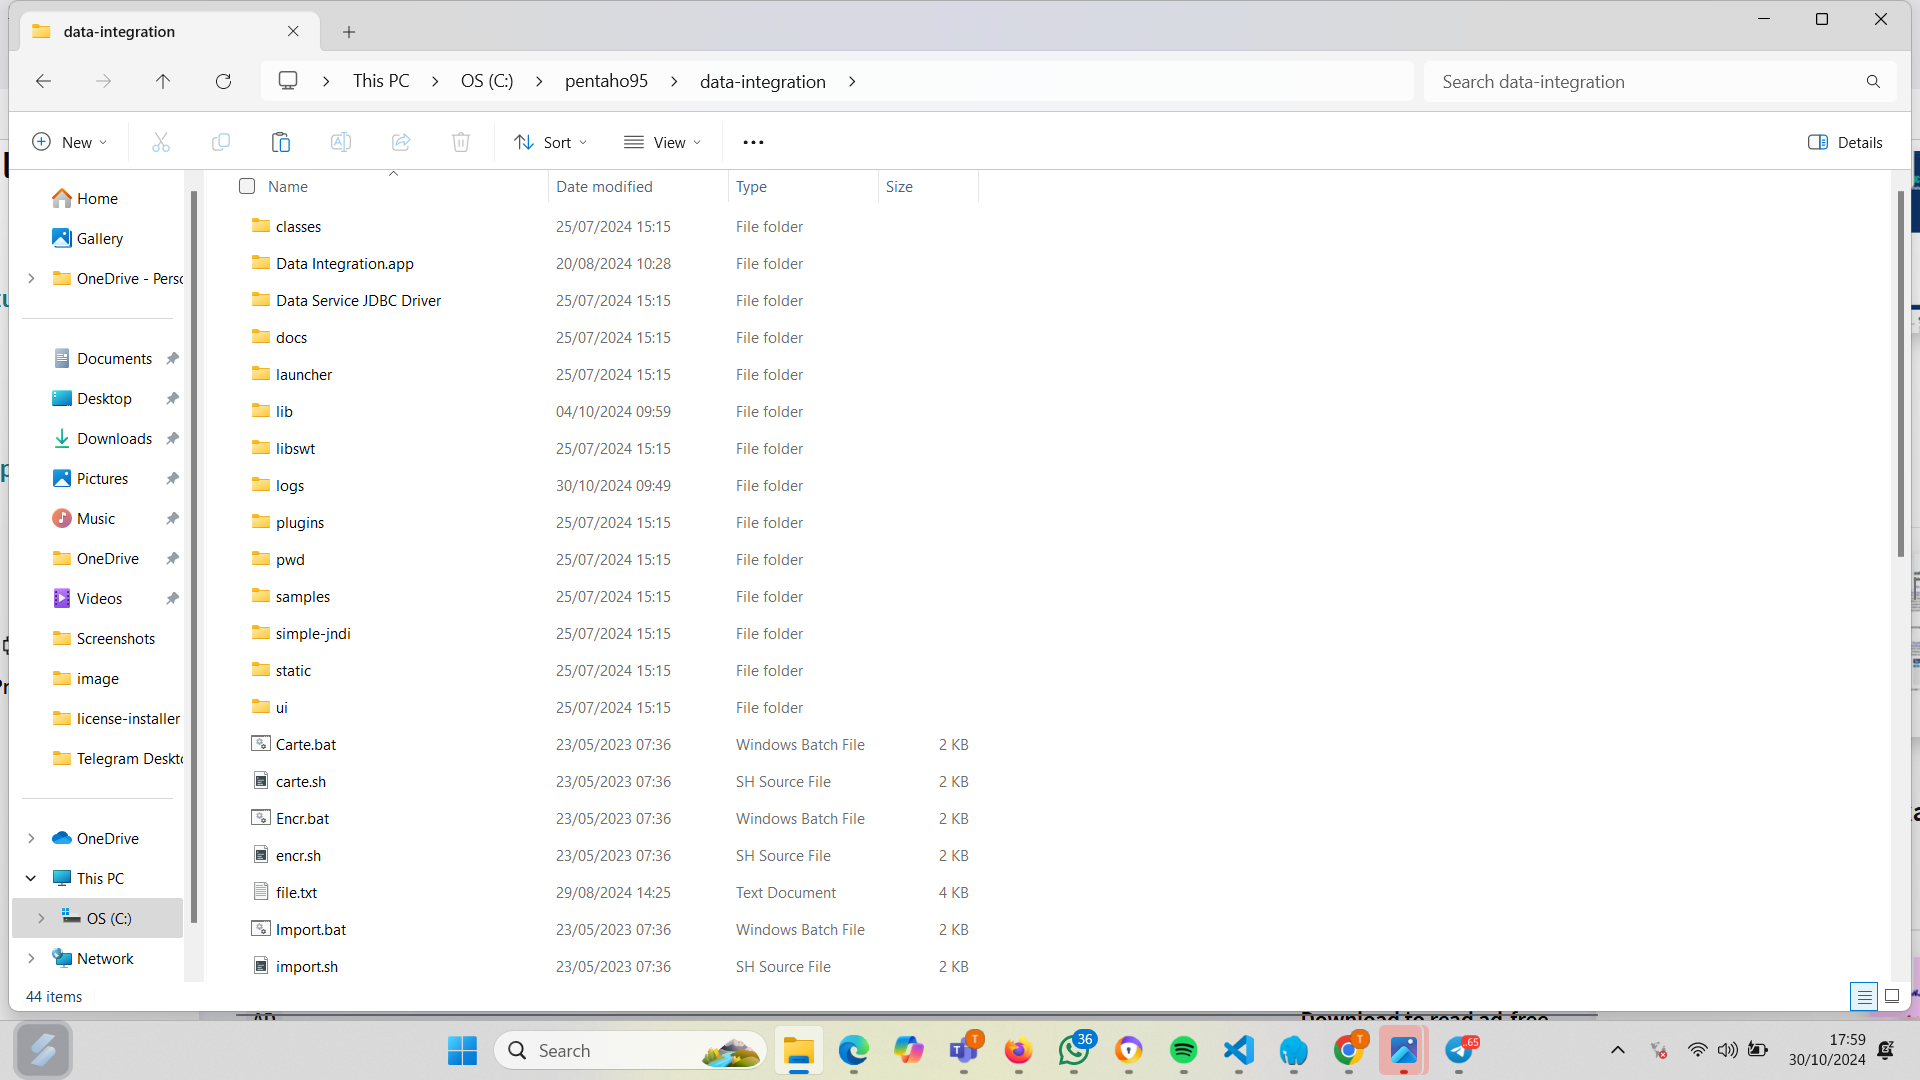 data-integration
This PC
OS (C:)
pentaho95
data-integration
Search data-integration
New
Sort
View
Details
Name
Date modified
Type
Size
Home
Gallery
OneDrive - Perso
Documents
Desktop
Downloads
Pictures
Music
OneDrive
Videos
Screenshots
image
license-installer
Telegram Deskto
OneDrive
This PC
OS (C:)
Network
classes 25/07/2024 15:15 File folder
Data Integration.app 20/08/2024 10:28 File folder
Data Service JDBC Driver 25/07/2024 15:15 File folder
docs 25/07/2024 15:15 File folder
launcher 25/07/2024 15:15 File folder
lib 04/10/2024 09:59 File folder
libswt 25/07/2024 15:15 File folder
logs 30/10/2024 09:49 File folder
plugins 25/07/2024 15:15 File folder
pwd 25/07/2024 15:15 File folder
samples 25/07/2024 15:15 File folder
simple-jndi 25/07/2024 15:15 File folder
static 25/07/2024 15:15 File folder
ui 25/07/2024 15:15 File folder
Carte.bat 23/05/2023 07:36 Windows Batch File 2 KB
carte.sh 23/05/2023 07:36 SH Source File 2 KB
Encr.bat 23/05/2023 07:36 Windows Batch File 2 KB
encr.sh 23/05/2023 07:36 SH Source File 2 KB
file.txt 29/08/2024 14:25 Text Document 4 KB
Import.bat 23/05/2023 07:36 Windows Batch File 2 KB
import.sh 23/05/2023 07:36 SH Source File 2 KB
44 items
Download to read ad-free
Search
T
36
T
65
17:59
30/10/2024